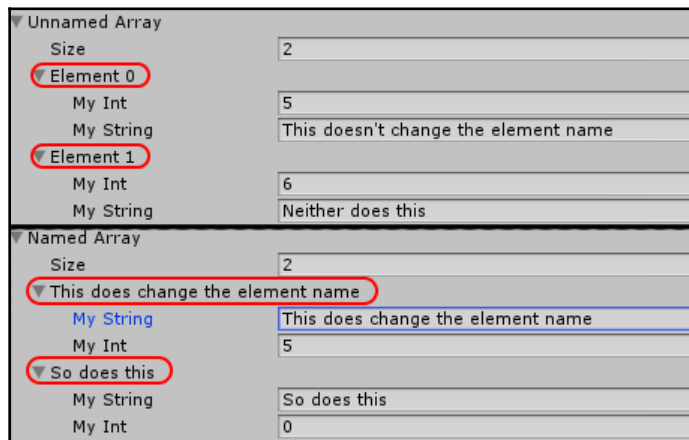 Unnamed Array
Size 2
Element 0
My Int 5
My String This doesn't change the element name
Element 1
My Int 6
My String Neither does this
Named Array
Size 2
This does change the element name
My String This does change the element name
My Int 5
So does this
My String So does this
My Int 0